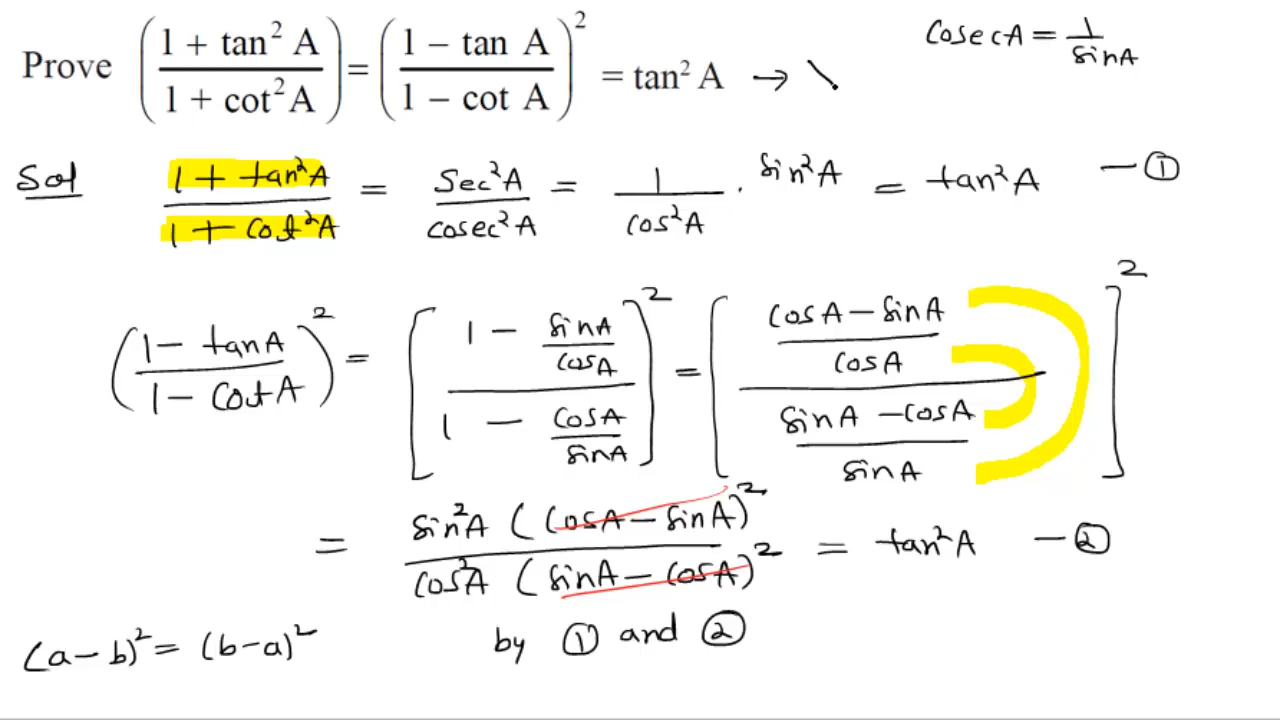 Prove ((1 + tan² A)/(1 + cot² A)) = ((1 − tan A)/(1 − cot A))² = tan² A →
CosecA = 1/sinA
Sol (1 + tan²A)/(1 + Cot²A) = Sec²A/cosec²A = 1/Cos²A . Sin²A = tan²A — ①
((1 − tanA)/(1 − CotA))² = [(1 − sinA/cosA)/(1 − CosA/sinA)]² = [((CosA − sinA)/CosA)/((sinA − CosA)/sinA)]²
= (sin²A (CosA − sinA)²)/(Cos²A (sinA − CosA)²) = tan²A — ②
(a − b)² = (b − a)² by ① and ②